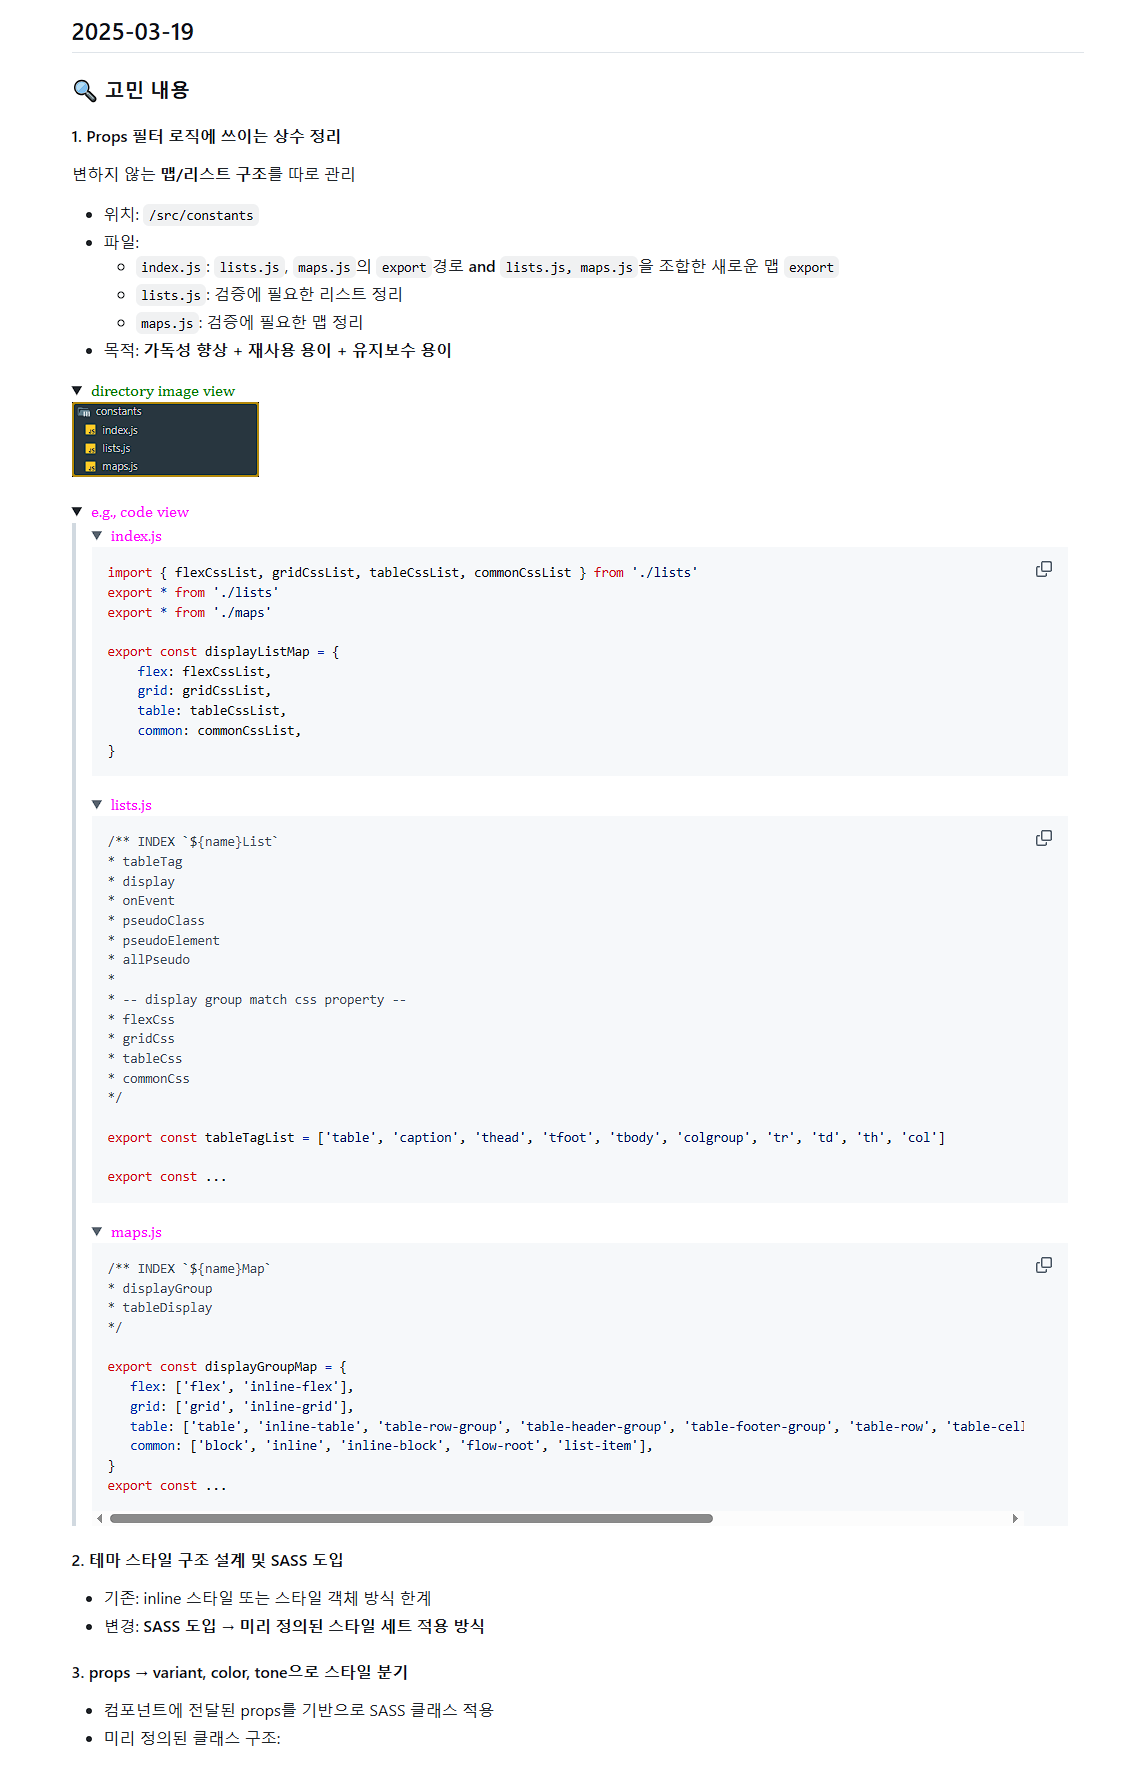 2025-03-19
🔍 고민 내용
1. Props 필터 로직에 쓰이는 상수 정리
변하지 않는 맵/리스트 구조를 따로 관리
• 위치: /src/constants
• 파일:
◦ index.js : lists.js , maps.js 의 export 경로 and lists.js, maps.js 을 조합한 새로운 맵 export
◦ lists.js : 검증에 필요한 리스트 정리
◦ maps.js : 검증에 필요한 맵 정리
• 목적: 가독성 향상 + 재사용 용이 + 유지보수 용이
▼ directory image view
constants
index.js
lists.js
maps.js
▼ e.g., code view
▼ index.js
import { flexCssList, gridCssList, tableCssList, commonCssList } from './lists'
export * from './lists'
export * from './maps'
export const displayListMap = {
    flex: flexCssList,
    grid: gridCssList,
    table: tableCssList,
    common: commonCssList,
}
▼ lists.js
/** INDEX `${name}List`
* tableTag
* display
* onEvent
* pseudoClass
* pseudoElement
* allPseudo
*
* -- display group match css property --
* flexCss
* gridCss
* tableCss
* commonCss
*/
export const tableTagList = ['table', 'caption', 'thead', 'tfoot', 'tbody', 'colgroup', 'tr', 'td', 'th', 'col']
export const ...
▼ maps.js
/** INDEX `${name}Map`
* displayGroup
* tableDisplay
*/
export const displayGroupMap = {
   flex: ['flex', 'inline-flex'],
   grid: ['grid', 'inline-grid'],
   table: ['table', 'inline-table', 'table-row-group', 'table-header-group', 'table-footer-group', 'table-row', 'table-cell
   common: ['block', 'inline', 'inline-block', 'flow-root', 'list-item'],
}
export const ...
2. 테마 스타일 구조 설계 및 SASS 도입
• 기존: inline 스타일 또는 스타일 객체 방식 한계
• 변경: SASS 도입 → 미리 정의된 스타일 세트 적용 방식
3. props → variant, color, tone으로 스타일 분기
• 컴포넌트에 전달된 props를 기반으로 SASS 클래스 적용
• 미리 정의된 클래스 구조: